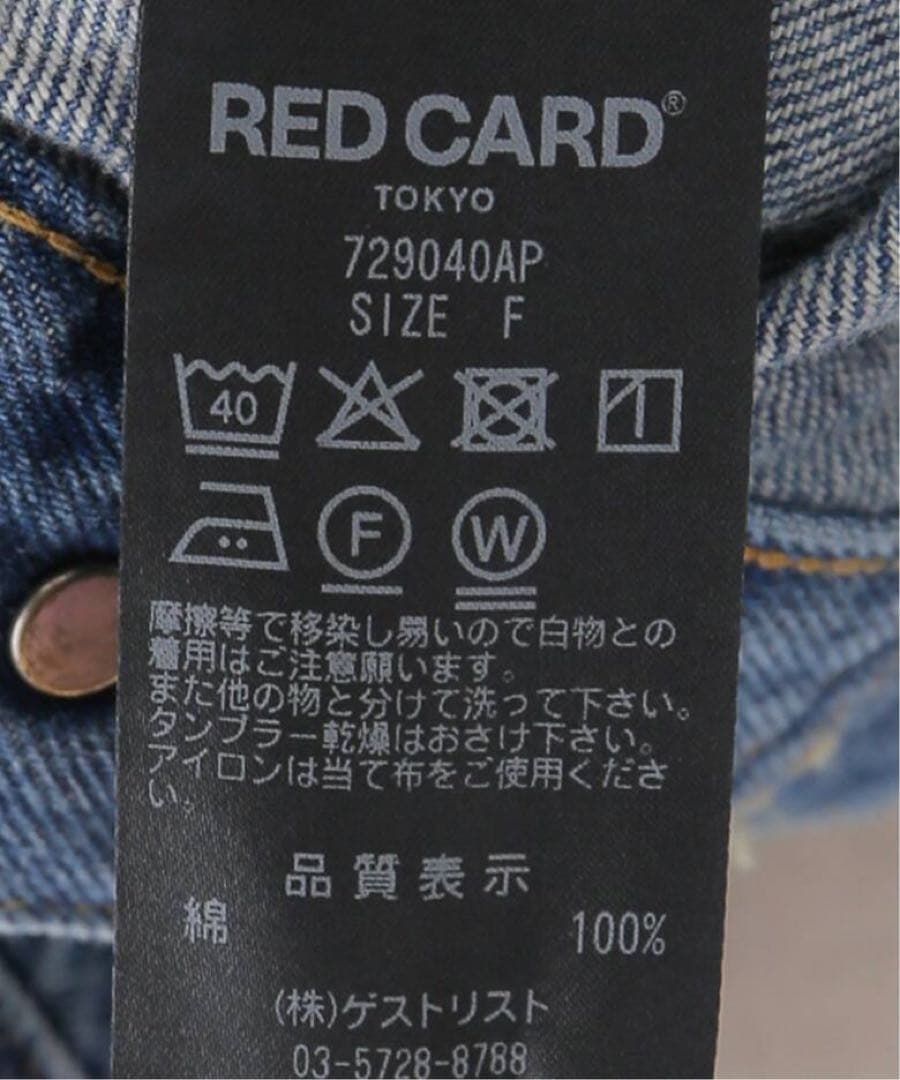 RED CARD®
TOKYO
729040AP
SIZE F
40
F
W
摩擦等で移染し易いので白物との
着用はご注意願います。
また他の物と分けて洗って下さい。
タンブラー乾燥はおさけ下さい。
アイロンは当て布をご使用くださ
い。
品質表示
綿 100%
(株)ゲストリスト
03-5728-8788